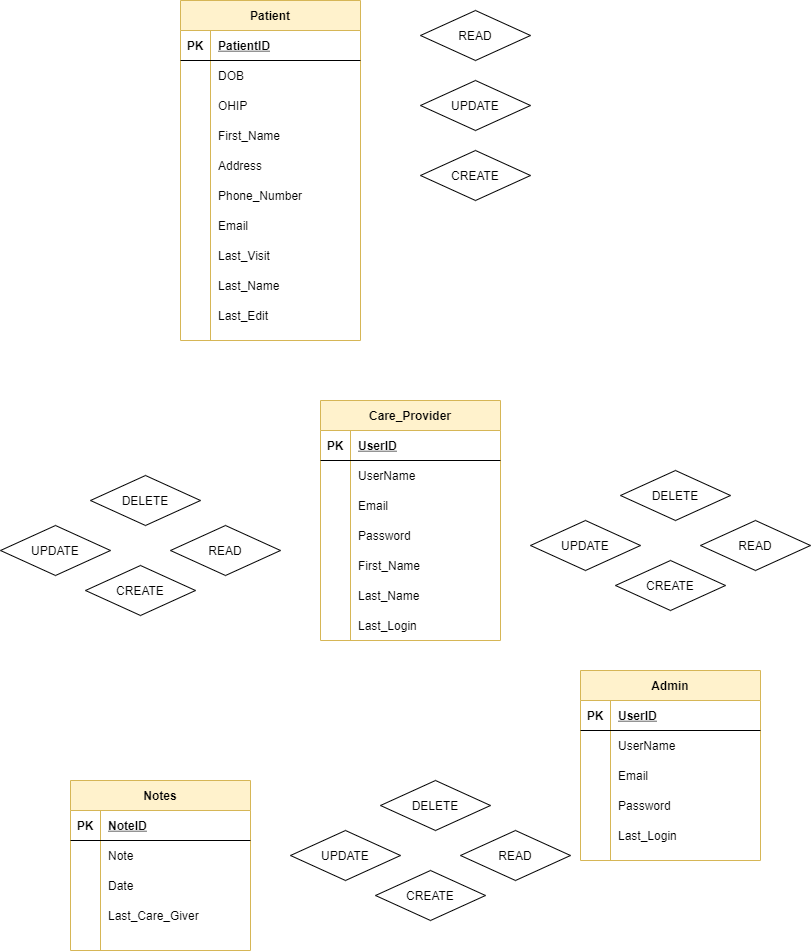 Patient
PK PatientID
DOB
OHIP
First_Name
Address
Phone_Number
Email
Last_Visit
Last_Name
Last_Edit
READ
UPDATE
CREATE
Care_Provider
PK UserID
UserName
Email
Password
First_Name
Last_Name
Last_Login
DELETE
UPDATE
READ
CREATE
DELETE
UPDATE
READ
CREATE
Admin
PK UserID
UserName
Email
Password
Last_Login
Notes
PK NoteID
Note
Date
Last_Care_Giver
DELETE
UPDATE
READ
CREATE